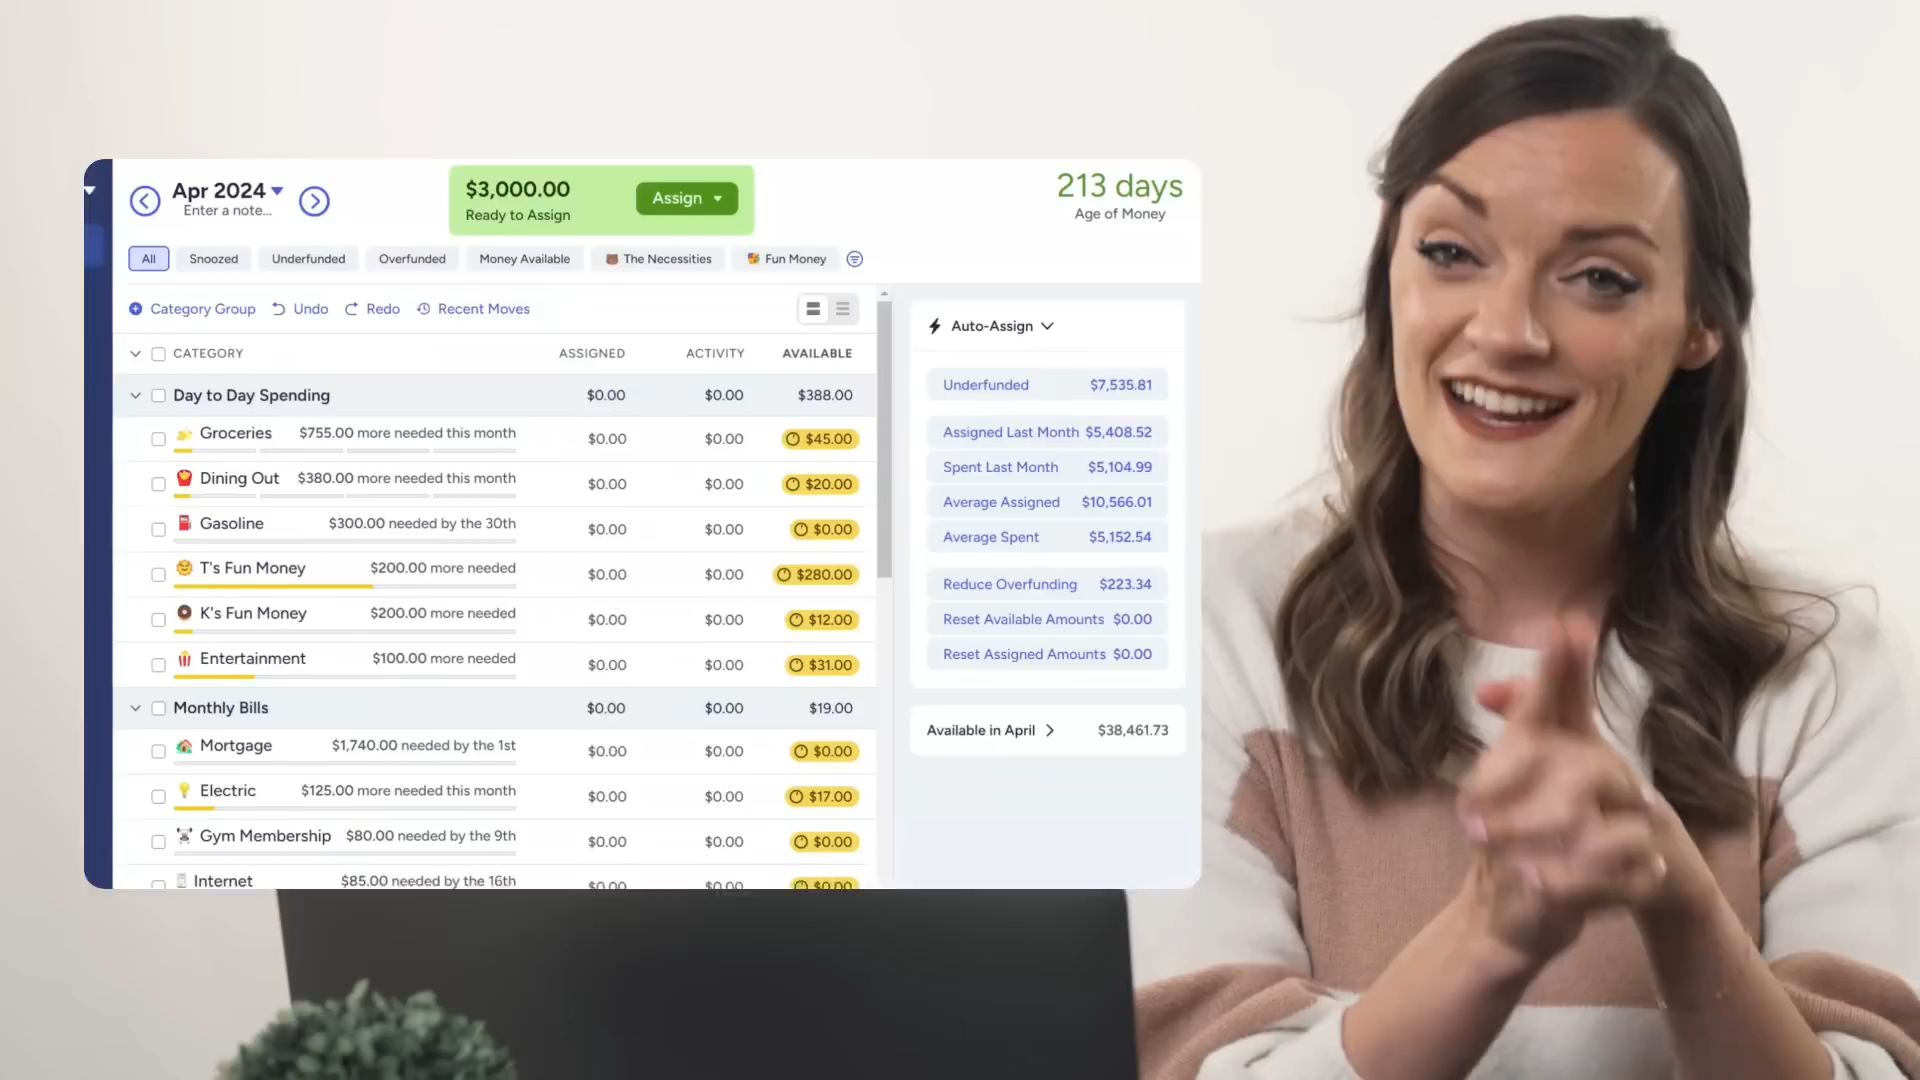 Apr 2024
Enter a note...
$3,000.00
Ready to Assign
Assign
213 days
Age of Money
All
Snoozed
Underfunded
Overfunded
Money Available
The Necessities
Fun Money
Category Group
Undo
Redo
Recent Moves
CATEGORY ASSIGNED ACTIVITY AVAILABLE
Day to Day Spending $0.00 $0.00 $388.00
Groceries $755.00 more needed this month $0.00 $0.00 $45.00
Dining Out $380.00 more needed this month $0.00 $0.00 $20.00
Gasoline $300.00 needed by the 30th $0.00 $0.00 $0.00
T's Fun Money $200.00 more needed $0.00 $0.00 $280.00
K's Fun Money $200.00 more needed $0.00 $0.00 $12.00
Entertainment $100.00 more needed $0.00 $0.00 $31.00
Monthly Bills $0.00 $0.00 $19.00
Mortgage $1,740.00 needed by the 1st $0.00 $0.00 $0.00
Electric $125.00 more needed this month $0.00 $0.00 $17.00
Gym Membership $80.00 needed by the 9th $0.00 $0.00 $0.00
Internet $85.00 needed by the 16th $0.00 $0.00 $0.00
Auto-Assign
Underfunded $7,535.81
Assigned Last Month $5,408.52
Spent Last Month $5,104.99
Average Assigned $10,566.01
Average Spent $5,152.54
Reduce Overfunding $223.34
Reset Available Amounts $0.00
Reset Assigned Amounts $0.00
Available in April $38,461.73